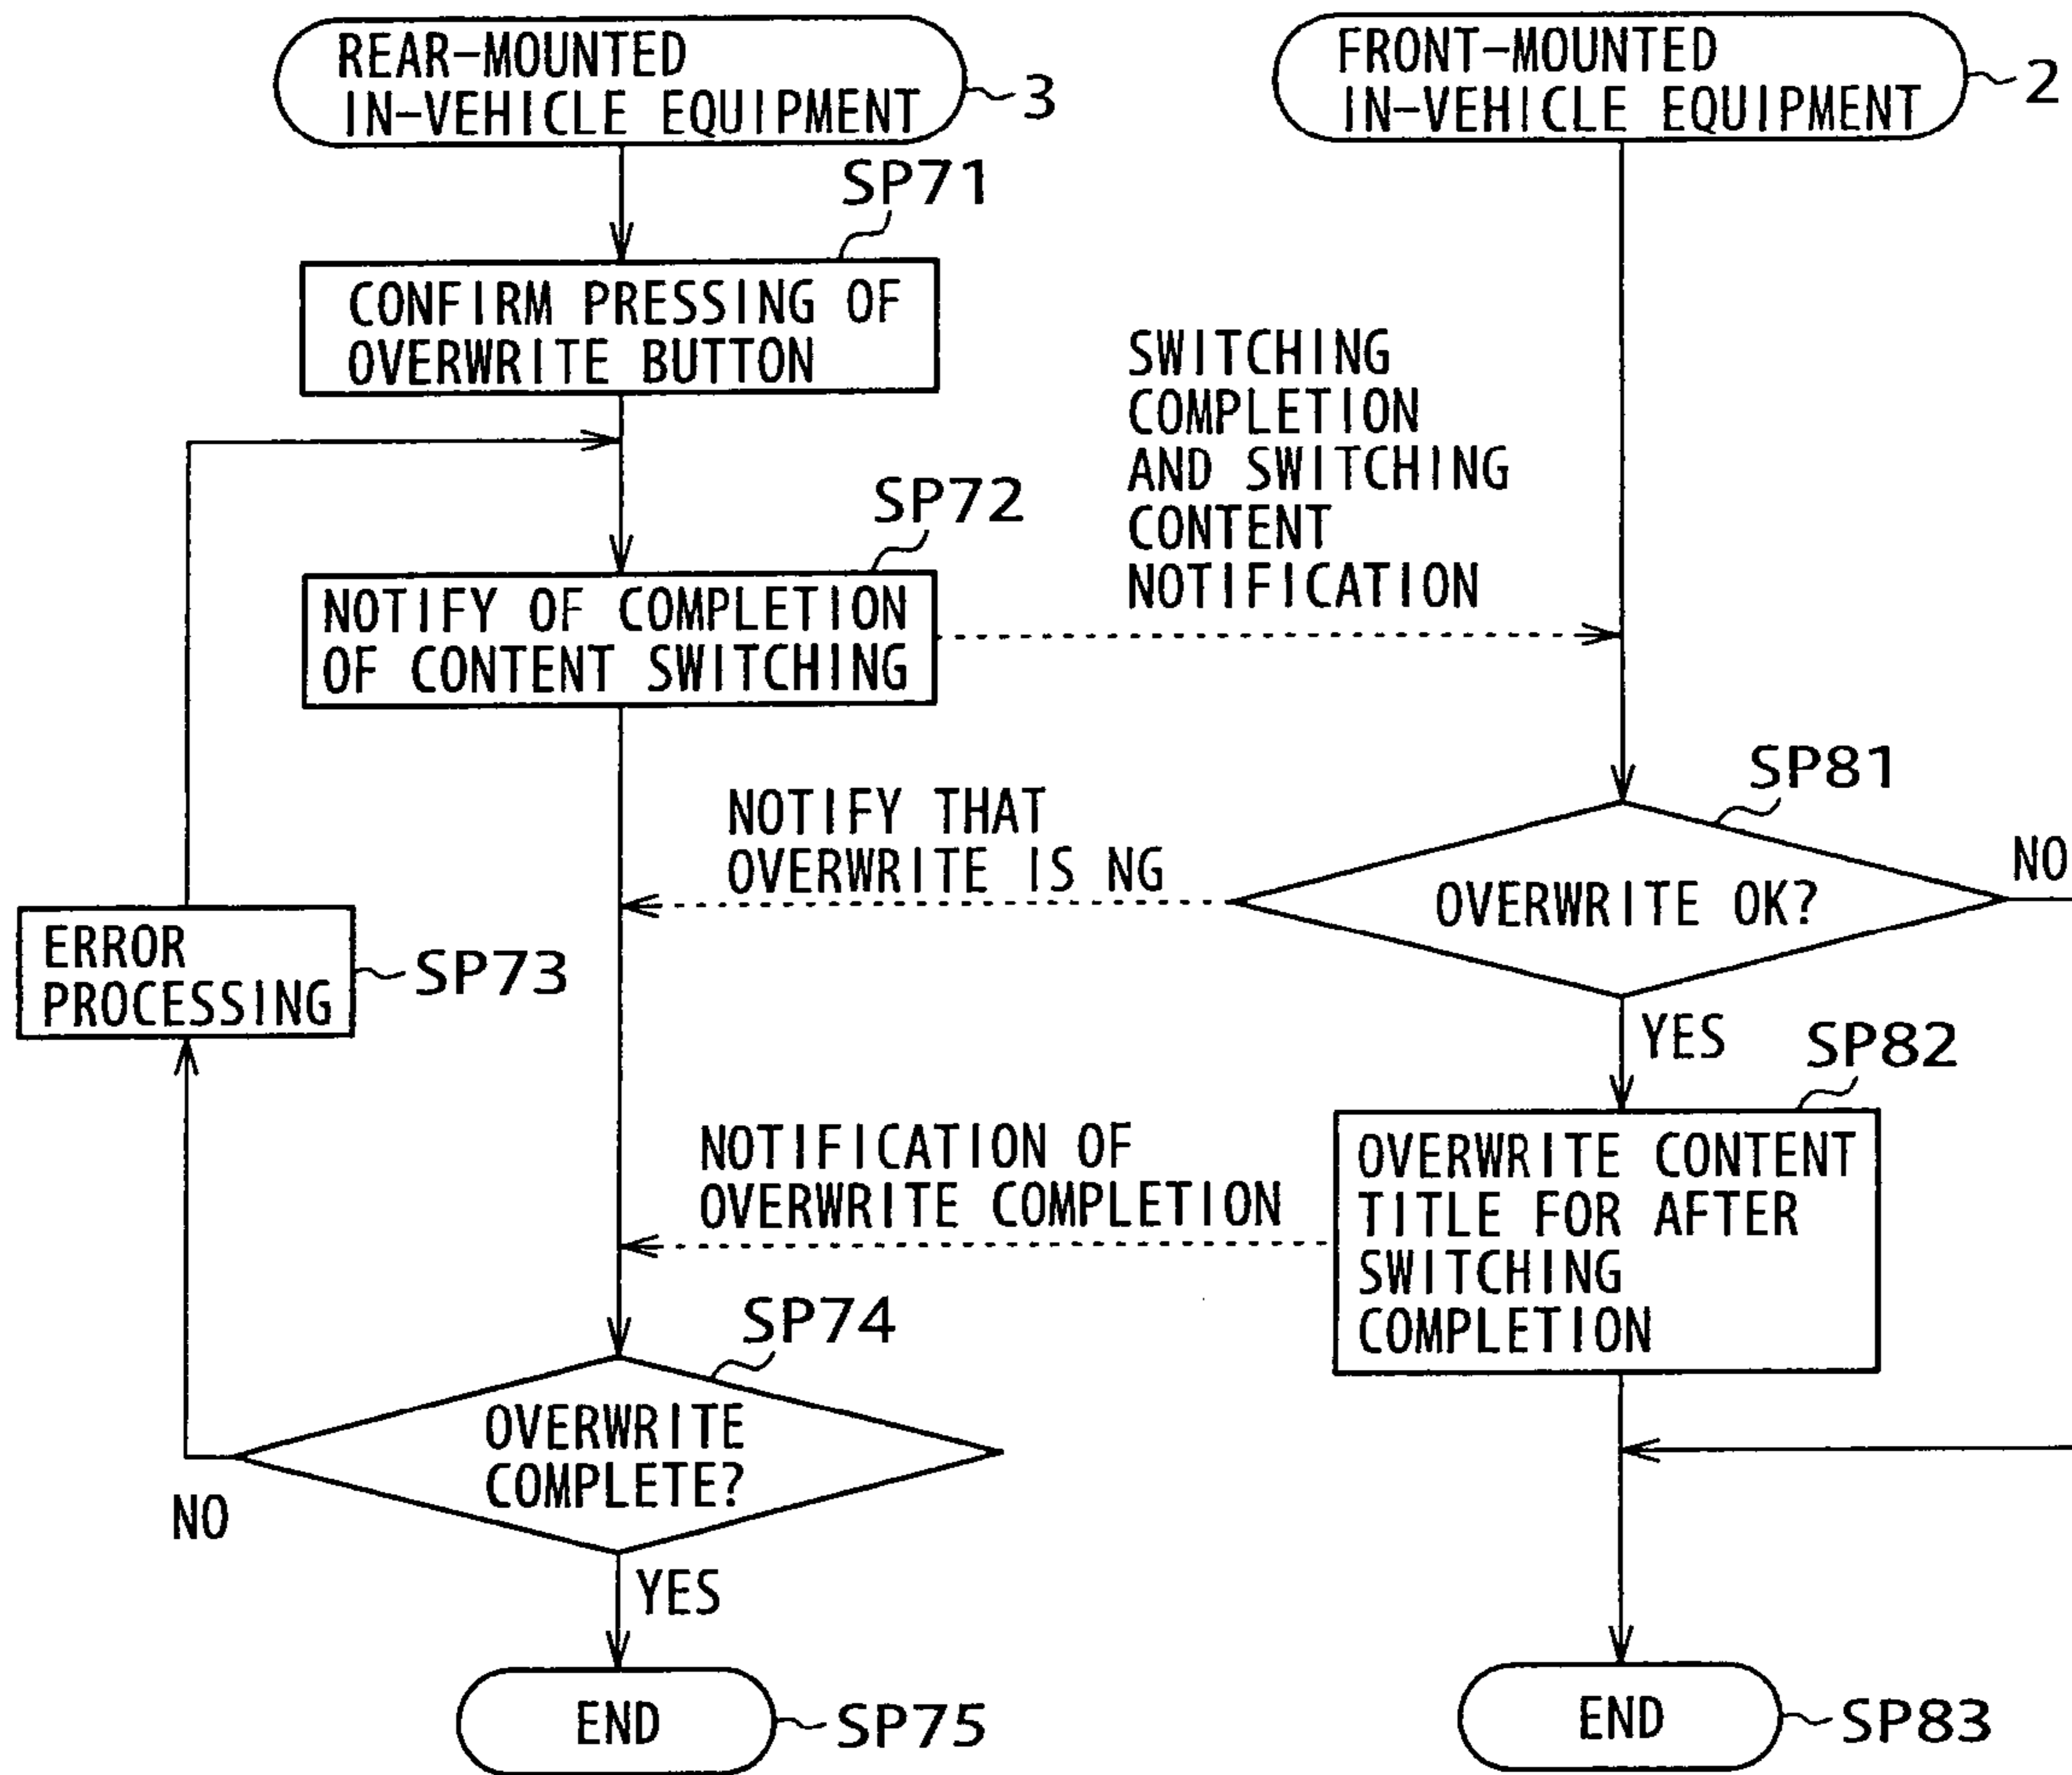 REAR-MOUNTED
IN-VEHICLE EQUIPMENT
3
FRONT-MOUNTED
IN-VEHICLE EQUIPMENT
2
SP71
CONFIRM PRESSING OF
OVERWRITE BUTTON
SWITCHING
COMPLETION
AND SWITCHING
CONTENT
NOTIFICATION
SP72
NOTIFY OF COMPLETION
OF CONTENT SWITCHING
SP81
NOTIFY THAT
OVERWRITE IS NG
OVERWRITE OK?
NO
ERROR
PROCESSING
SP73
YES
SP82
NOTIFICATION OF
OVERWRITE COMPLETION
OVERWRITE CONTENT
TITLE FOR AFTER
SWITCHING
COMPLETION
SP74
OVERWRITE
COMPLETE?
NO
YES
END
SP75
END
SP83